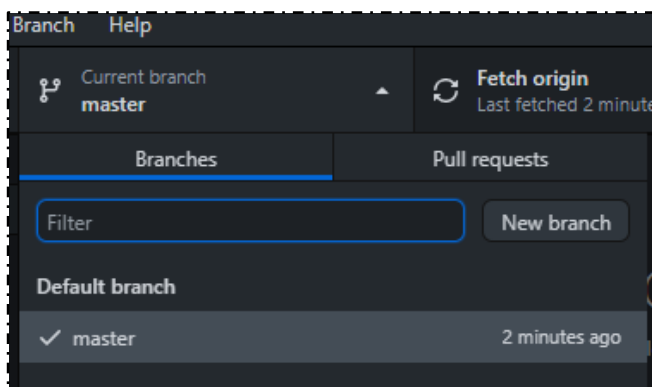 Branch Help
Current branch
master
Fetch origin
Last fetched 2 minute
Branches Pull requests
Filter New branch
Default branch
master 2 minutes ago